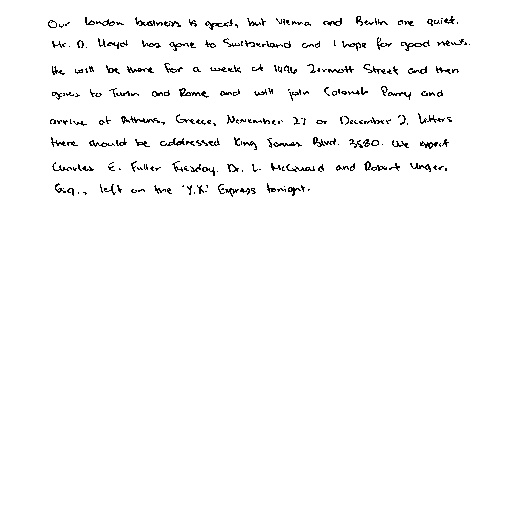 Our London business is good, but Vienna and Berlin are quiet.
Mr. D. Lloyd has gone to Switzerland and I hope for good news.
He will be there for a week at 1496 Zermott Street and then
goes to Turin and Rome and will join Colonel Parry and
arrive at Athens, Greece, November 27 or December 2. Letters
there should be addressed King James Blvd. 3580. We expect
Charles E. Fuller Tuesday. Dr. L. McQuaid and Robert Unger,
Esq., left on the 'Y.X.' Express tonight.